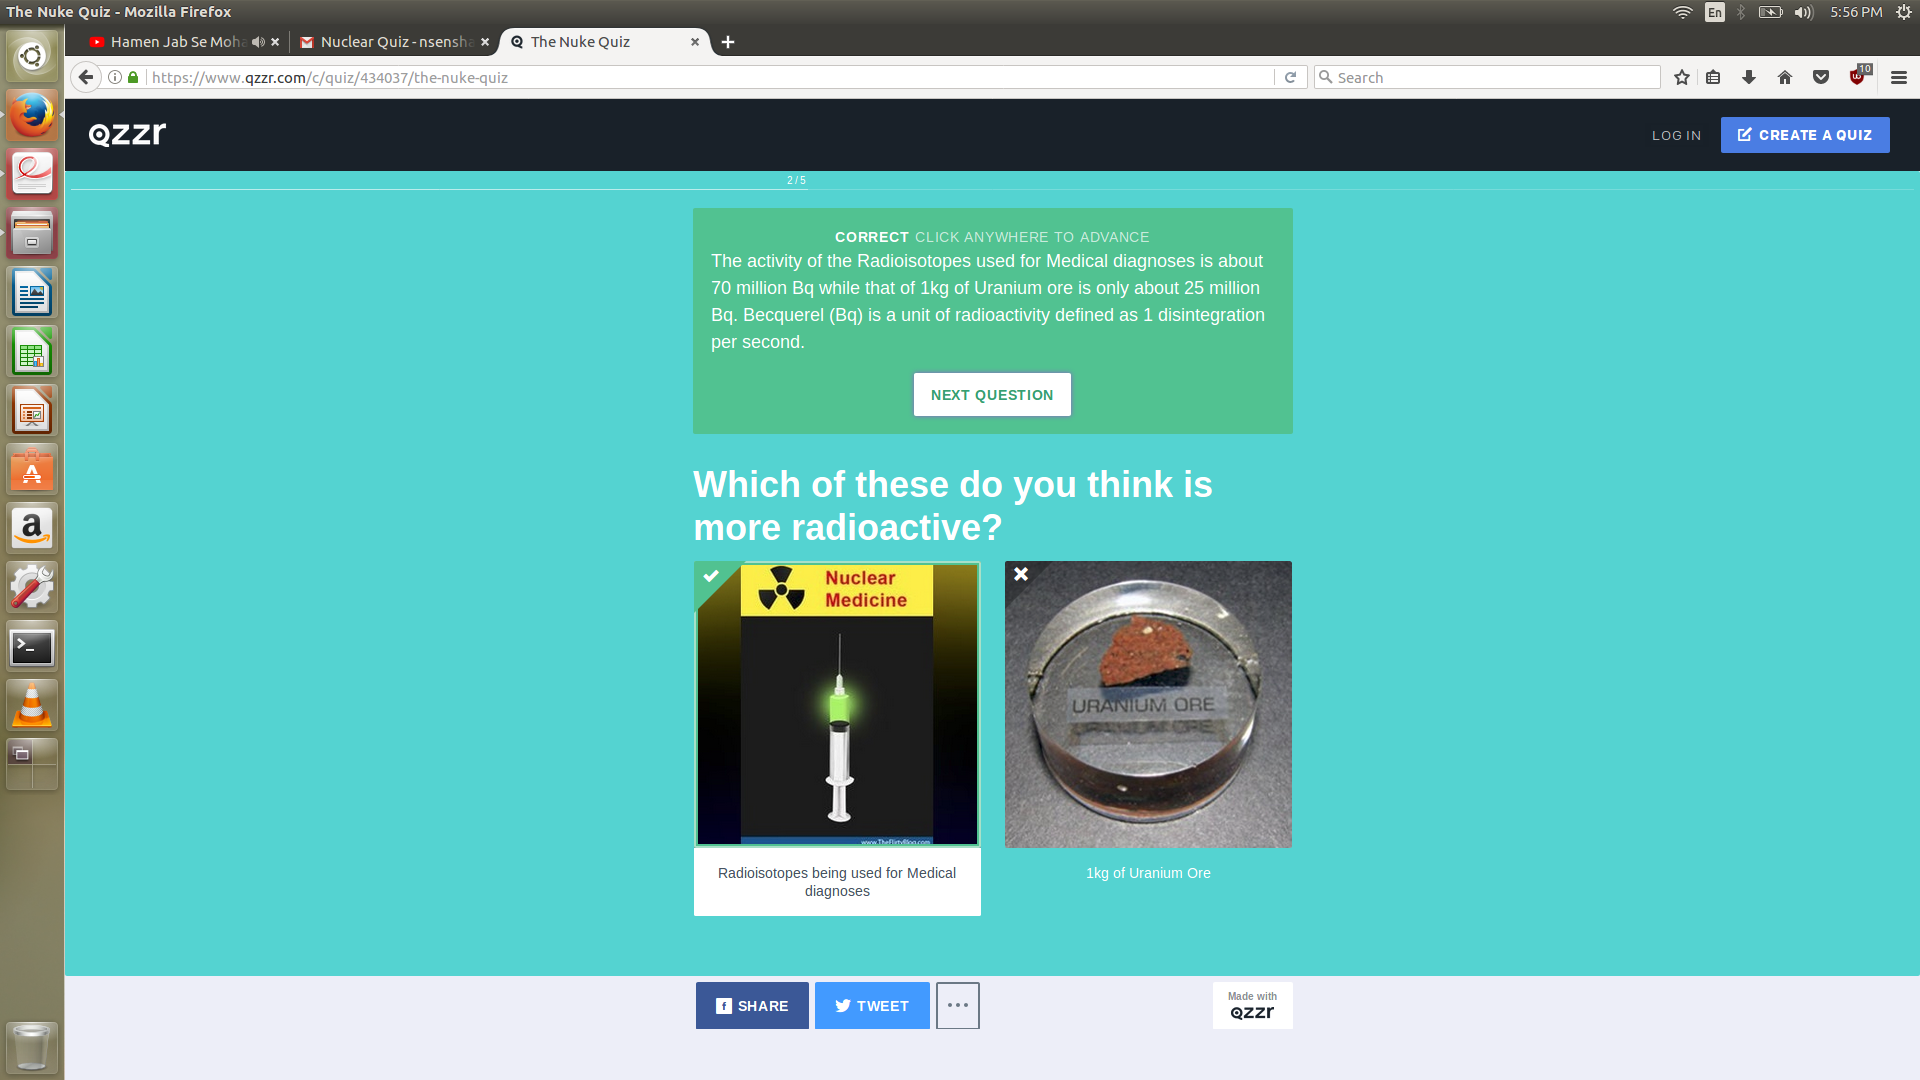 The Nuke Quiz - Mozilla Firefox
En
5:56 PM
Hamen Jab Se Moha
Nuclear Quiz - nsensha
The Nuke Quiz
https://www.qzzr.com/c/quiz/434037/the-nuke-quiz
Search
10
qzzr
LOG IN
CREATE A QUIZ
2 / 5
CORRECT CLICK ANYWHERE TO ADVANCE
The activity of the Radioisotopes used for Medical diagnoses is about
70 million Bq while that of 1kg of Uranium ore is only about 25 million
Bq. Becquerel (Bq) is a unit of radioactivity defined as 1 disintegration
per second.
NEXT QUESTION
Which of these do you think is
more radioactive?
Nuclear
Medicine
www.TheFlirtyBlog.com
URANIUM ORE
Radioisotopes being used for Medical
diagnoses
1kg of Uranium Ore
SHARE
TWEET
Made with
qzzr